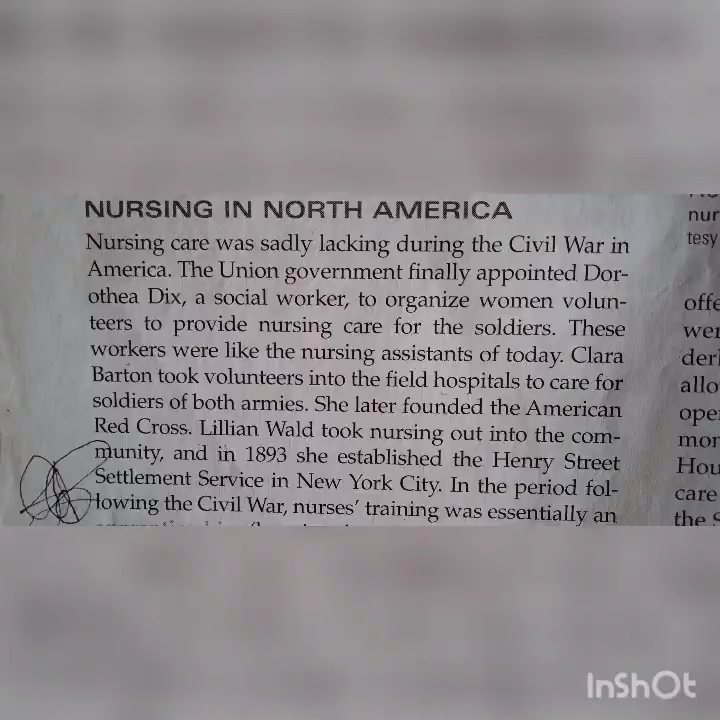 NURSING IN NORTH AMERICA
Nursing care was sadly lacking during the Civil War in
America. The Union government finally appointed Dor-
othea Dix, a social worker, to organize women volun-
teers to provide nursing care for the soldiers. These
workers were like the nursing assistants of today. Clara
Barton took volunteers into the field hospitals to care for
soldiers of both armies. She later founded the American
Red Cross. Lillian Wald took nursing out into the com-
munity, and in 1893 she established the Henry Street
Settlement Service in New York City. In the period fol-
lowing the Civil War, nurses' training was essentially an
nur
tesy
offe
wer
allo
ope
mor
Hou
care
the S
InShOt